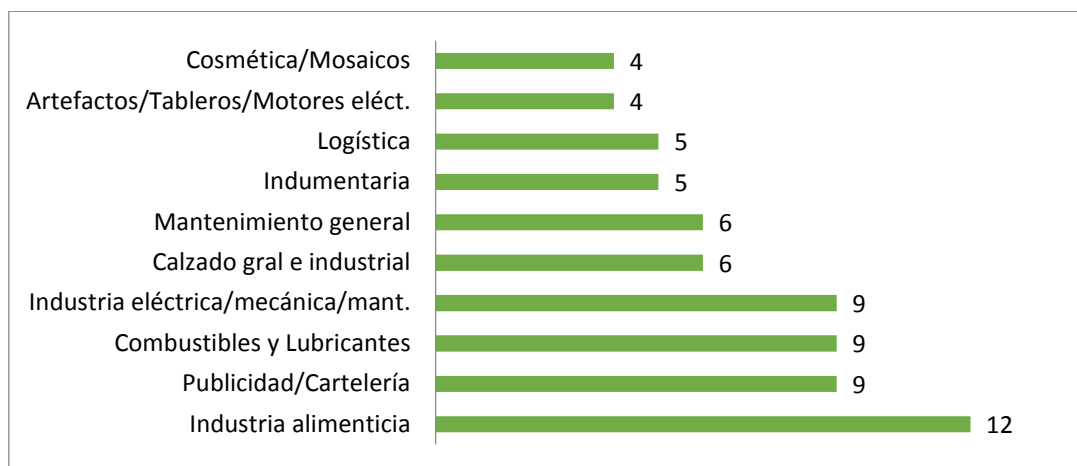 Cosmética/Mosaicos 4
Artefactos/Tableros/Motores eléct. 4
Logística 5
Indumentaria 5
Mantenimiento general 6
Calzado gral e industrial 6
Industria eléctrica/mecánica/mant. 9
Combustibles y Lubricantes 9
Publicidad/Cartelería 9
Industria alimenticia 12